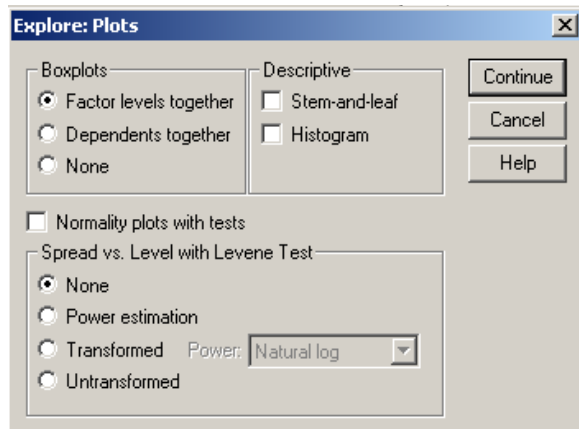 Explore: Plots
Boxplots
Factor levels together
Dependents together
None
Descriptive
Stem-and-leaf
Histogram
Continue
Cancel
Help
Normality plots with tests
Spread vs. Level with Levene Test
None
Power estimation
Transformed Power: Natural log
Untransformed